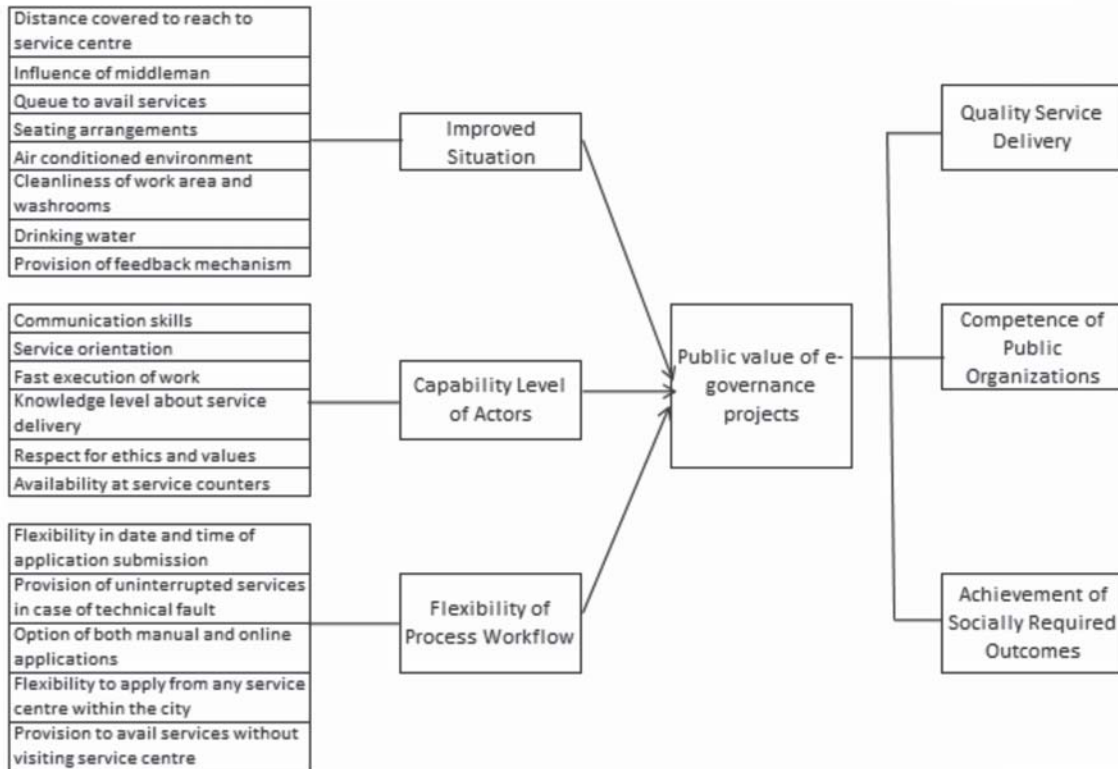 Distance covered to reach to
service centre
Influence of middleman
Queue to avail services
Seating arrangements
Air conditioned environment
Cleanliness of work area and
washrooms
Drinking water
Provision of feedback mechanism
Communication skills
Service orientation
Fast execution of work
Knowledge level about service
delivery
Respect for ethics and values
Availability at service counters
Flexibility in date and time of
application submission
Provision of uninterrupted services
in case of technical fault
Option of both manual and online
applications
Flexibility to apply from any service
centre within the city
Provision to avail services without
visiting service centre
Improved
Situation
Capability Level
of Actors
Flexibility of
Process Workflow
Public value of e-
governance
projects
Quality Service
Delivery
Competence of
Public
Organizations
Achievement of
Socially Required
Outcomes